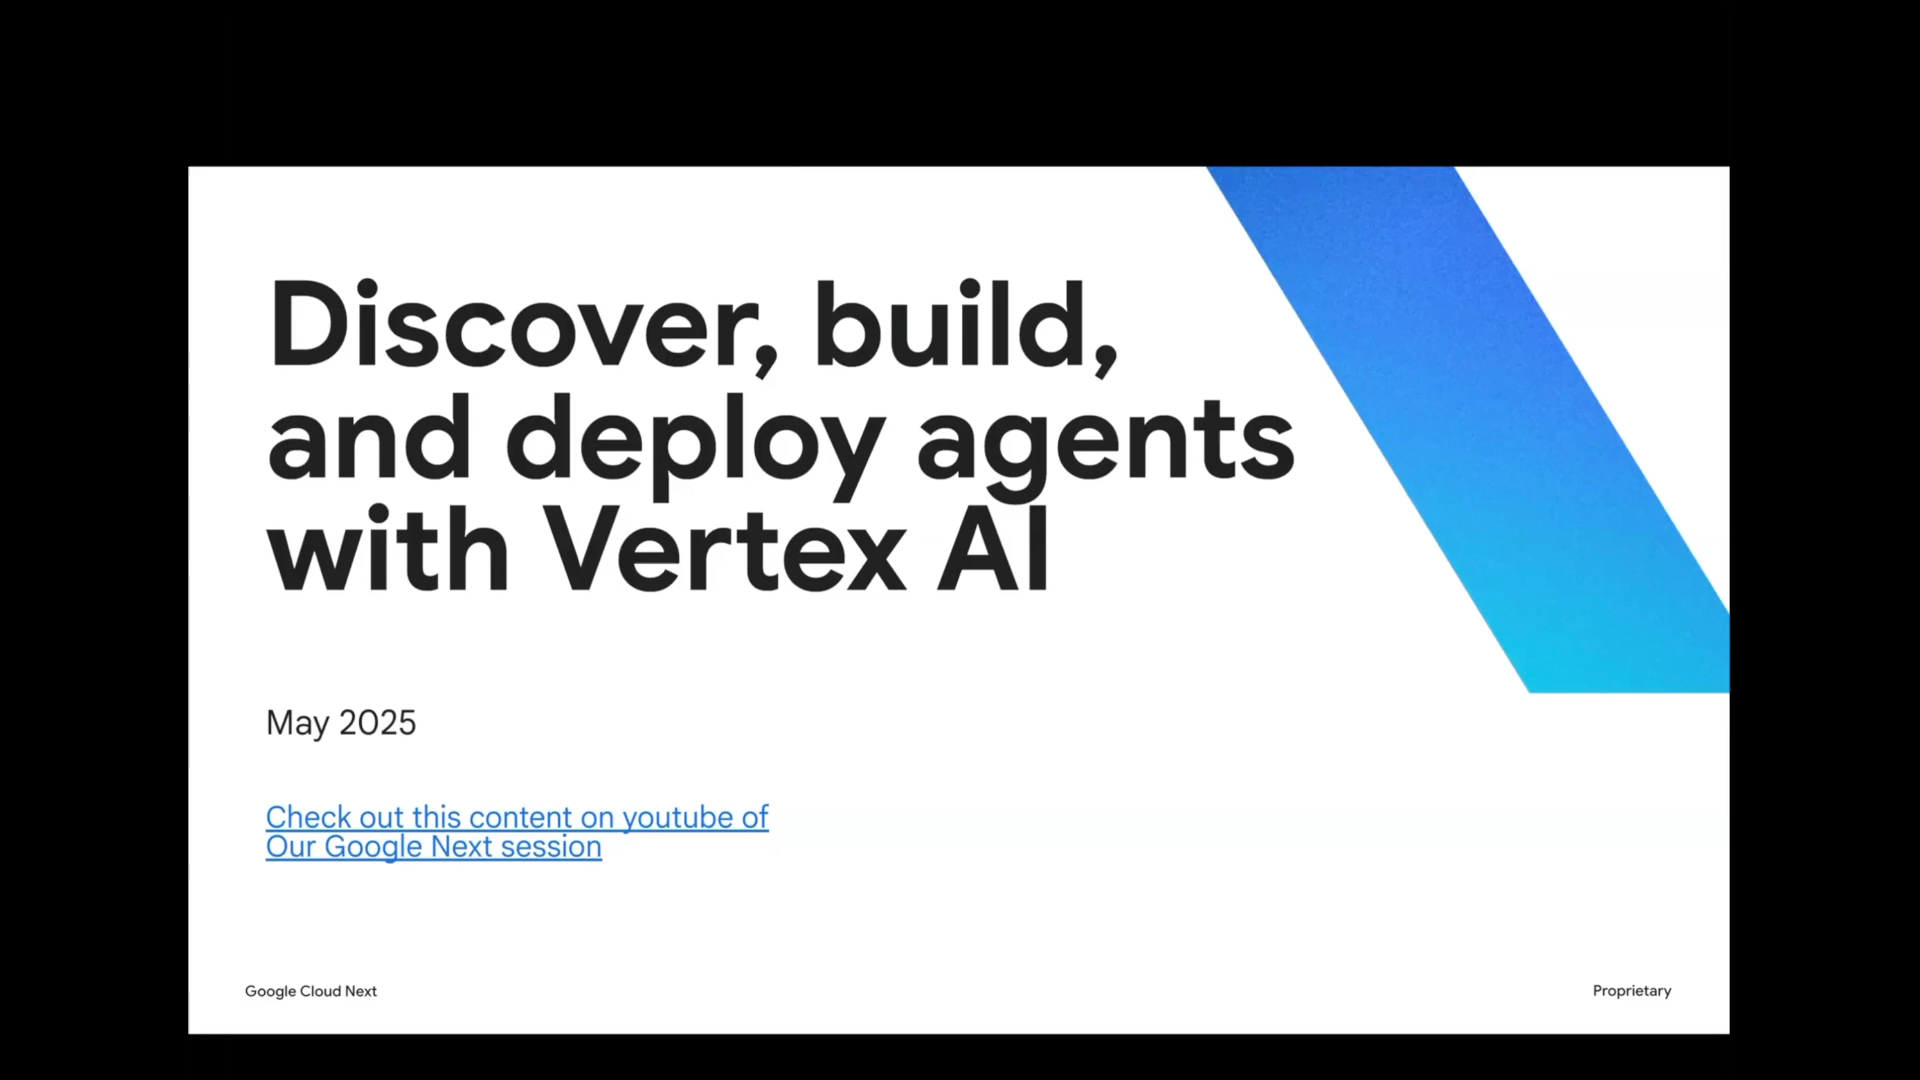 Discover, build,
and deploy agents
with Vertex AI
May 2025
Check out this content on youtube of
Our Google Next session
Google Cloud Next
Proprietary